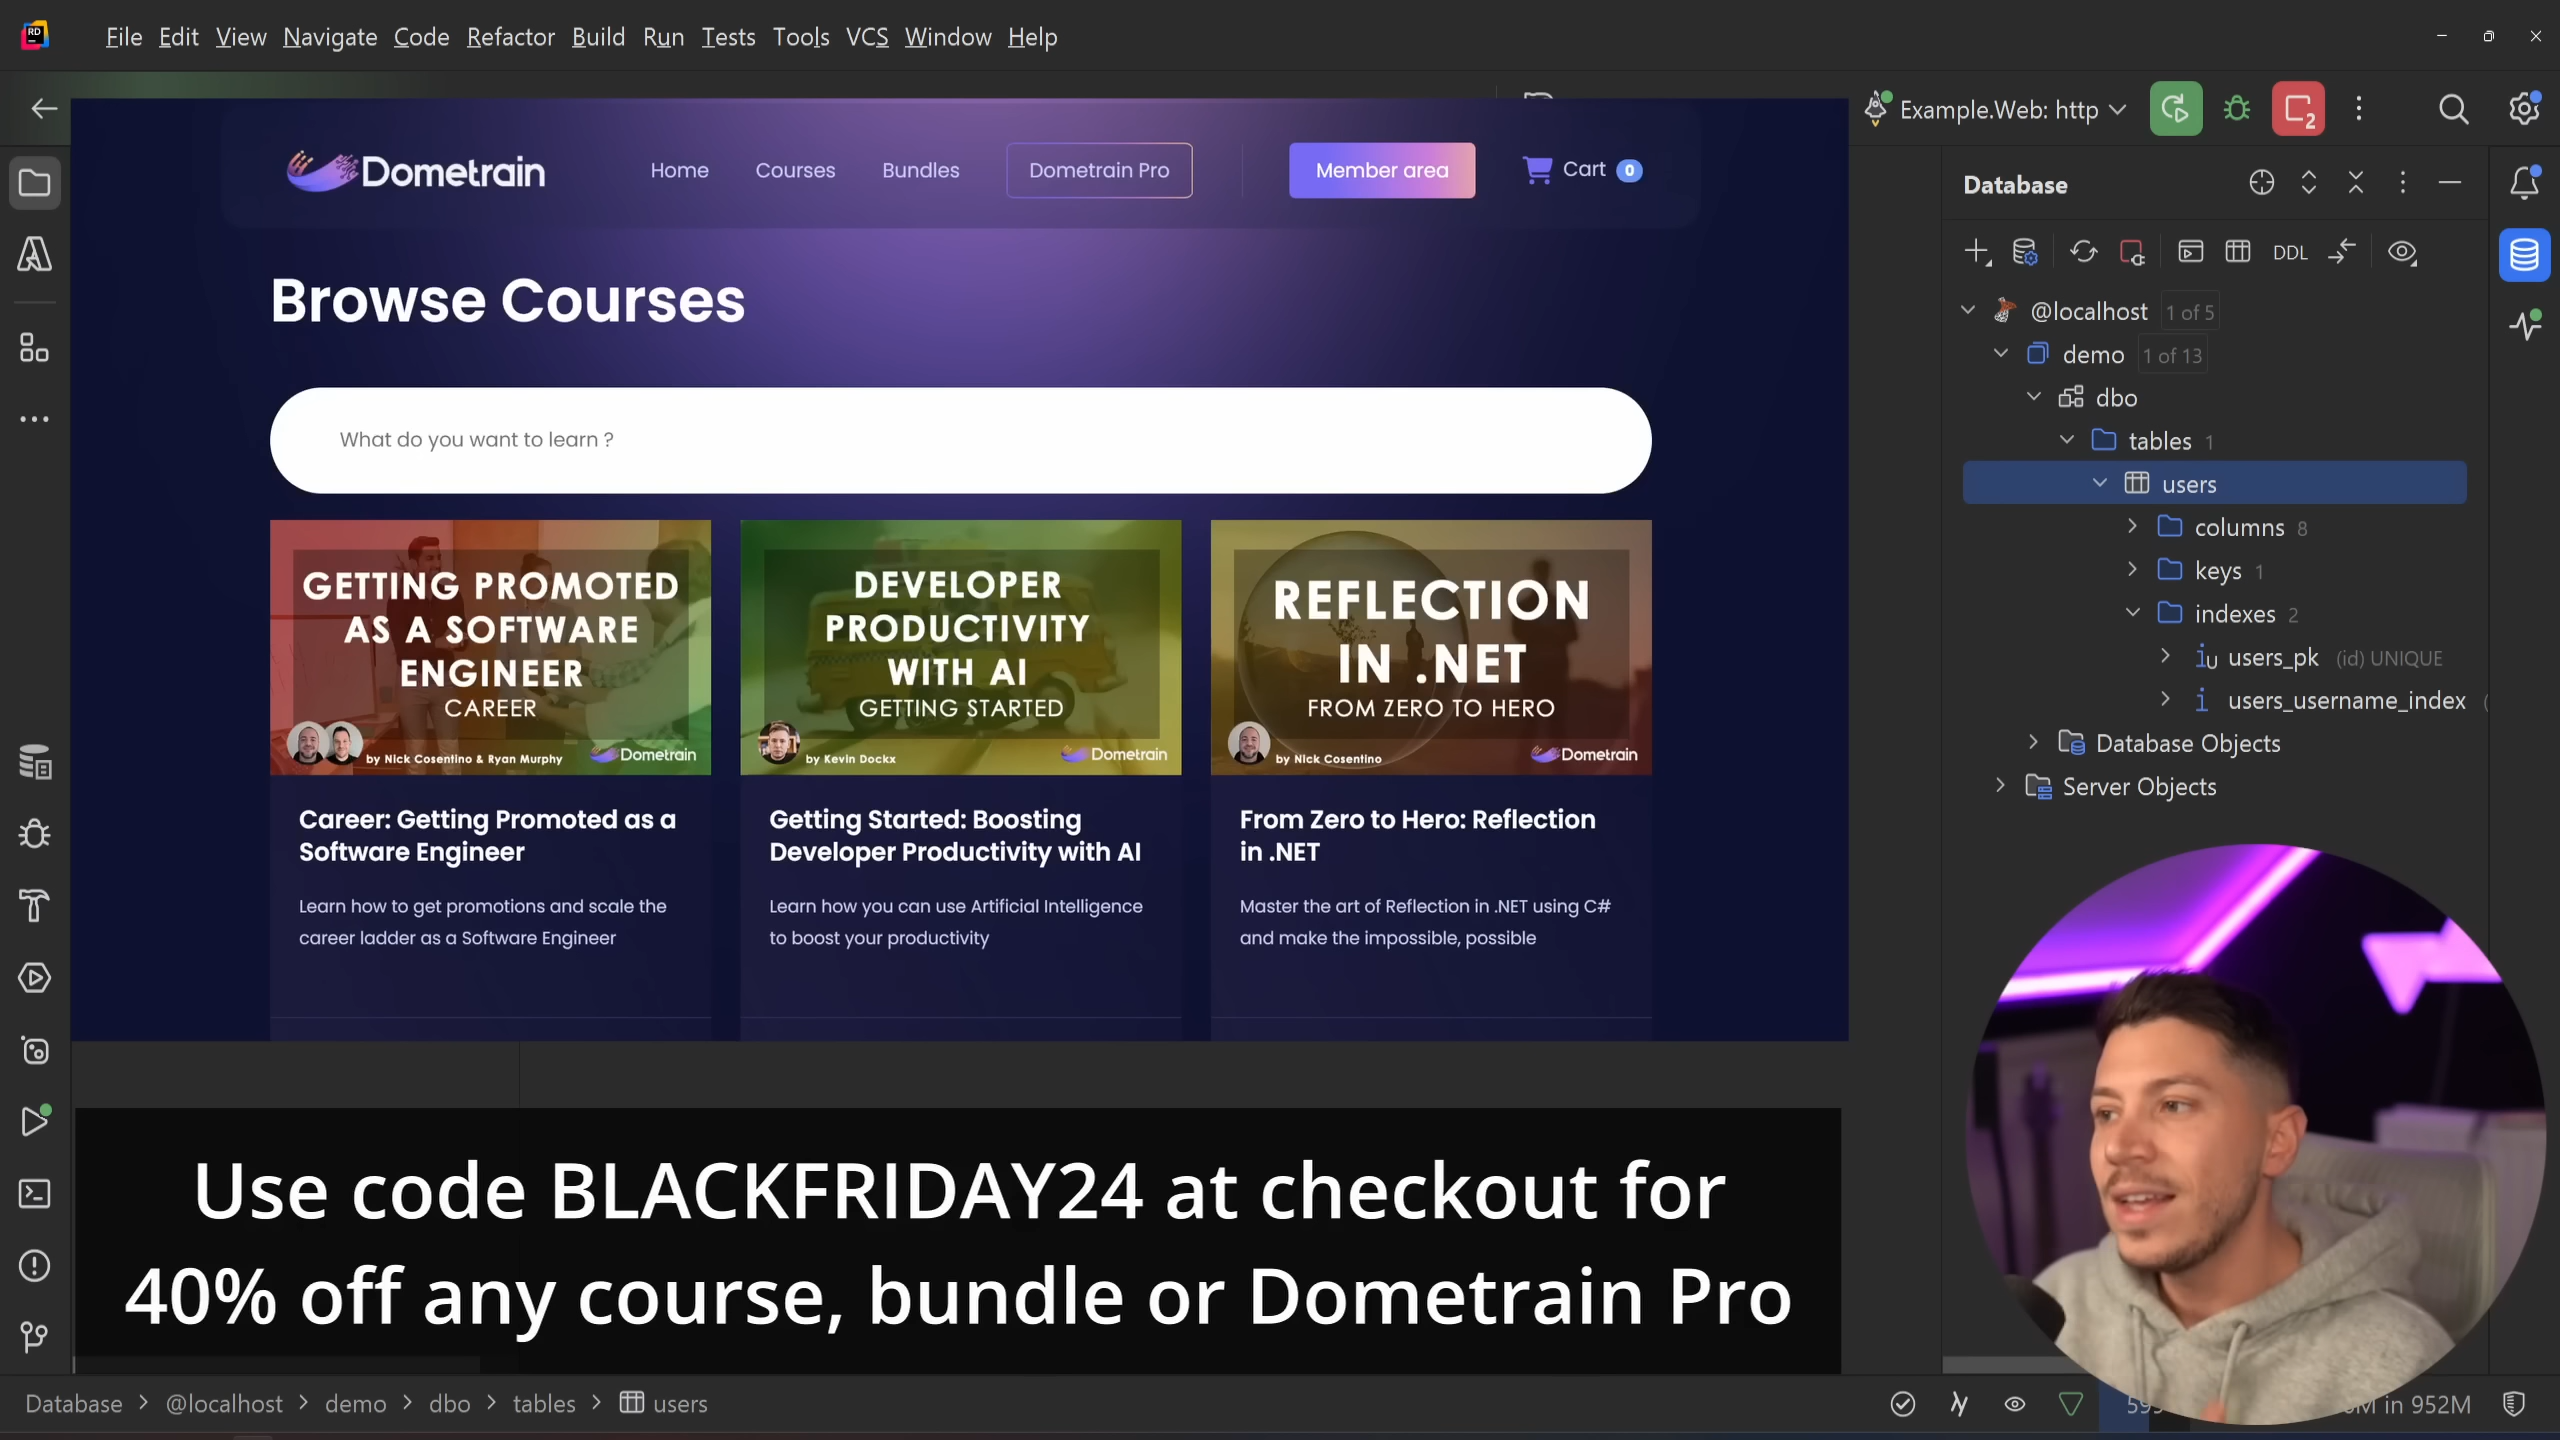 RD
File Edit View Navigate Code Refactor Build Run Tests Tools VCS Window Help
Example.Web: http
2
Dometrain
Home Courses Bundles Dometrain Pro Member area Cart 0
Browse Courses
What do you want to learn ?
GETTING PROMOTED
AS A SOFTWARE
ENGINEER
CAREER
by Nick Cosentino & Ryan Murphy
Dometrain
DEVELOPER
PRODUCTIVITY
WITH AI
GETTING STARTED
by Kevin Dockx
Dometrain
REFLECTION
IN .NET
FROM ZERO TO HERO
by Nick Cosentino
Dometrain
Career: Getting Promoted as a
Software Engineer
Learn how to get promotions and scale the
career ladder as a Software Engineer
Getting Started: Boosting
Developer Productivity with AI
Learn how you can use Artificial Intelligence
to boost your productivity
From Zero to Hero: Reflection
in .NET
Master the art of Reflection in .NET using C#
and make the impossible, possible
Database
DDL
@localhost 1 of 5
demo 1 of 13
dbo
tables 1
users
columns 8
keys 1
indexes 2
users_pk (id) UNIQUE
users_username_index (
Database Objects
Server Objects
Use code BLACKFRIDAY24 at checkout for
40% off any course, bundle or Dometrain Pro
Database > @localhost > demo > dbo > tables > users
in 952M